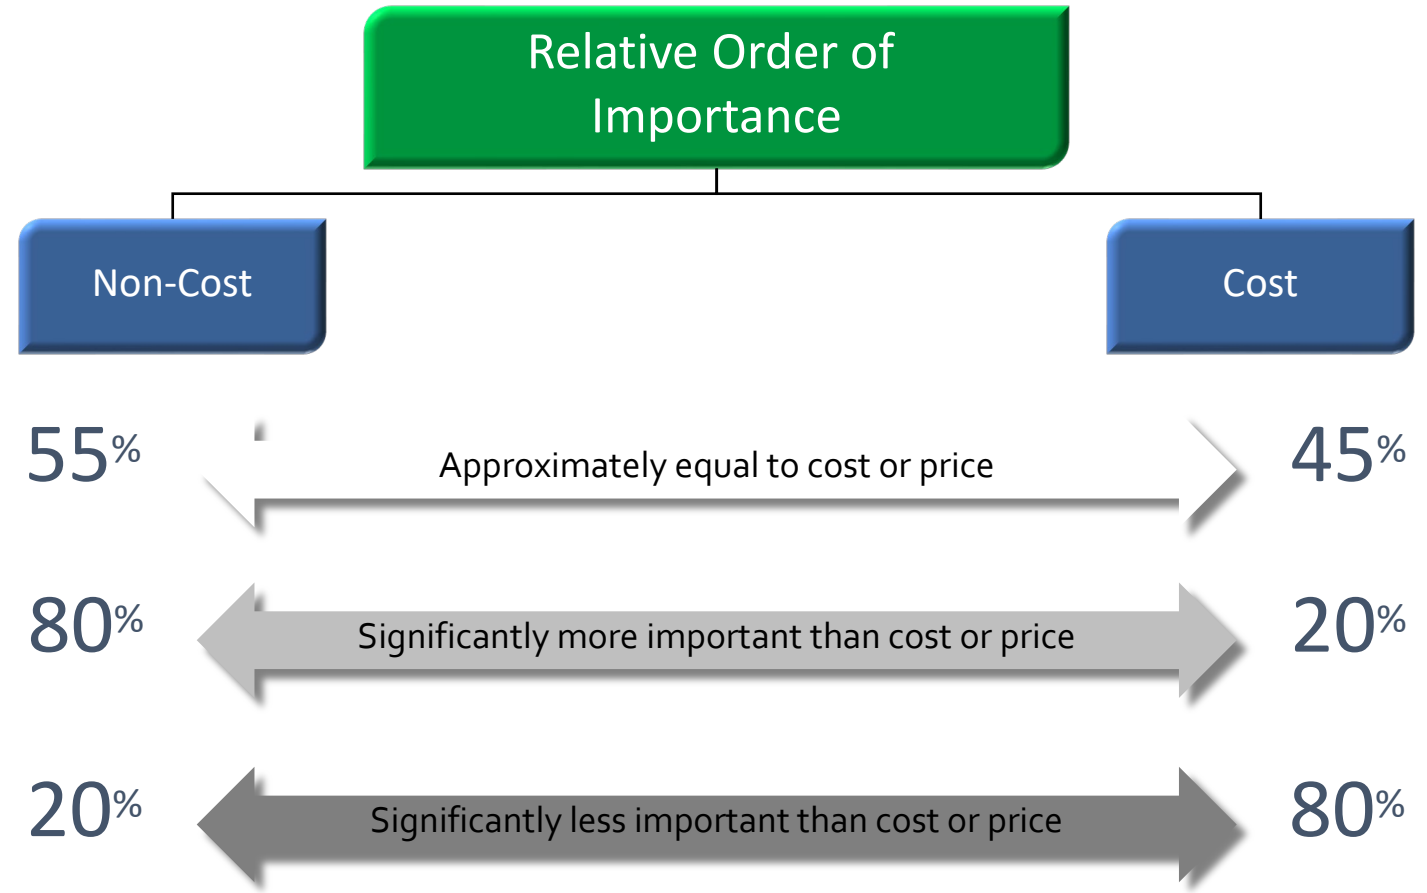 Relative Order of
Importance
Non-Cost
Cost
55%
Approximately equal to cost or price
45%
80%
Significantly more important than cost or price
20%
20%
Significantly less important than cost or price
80%